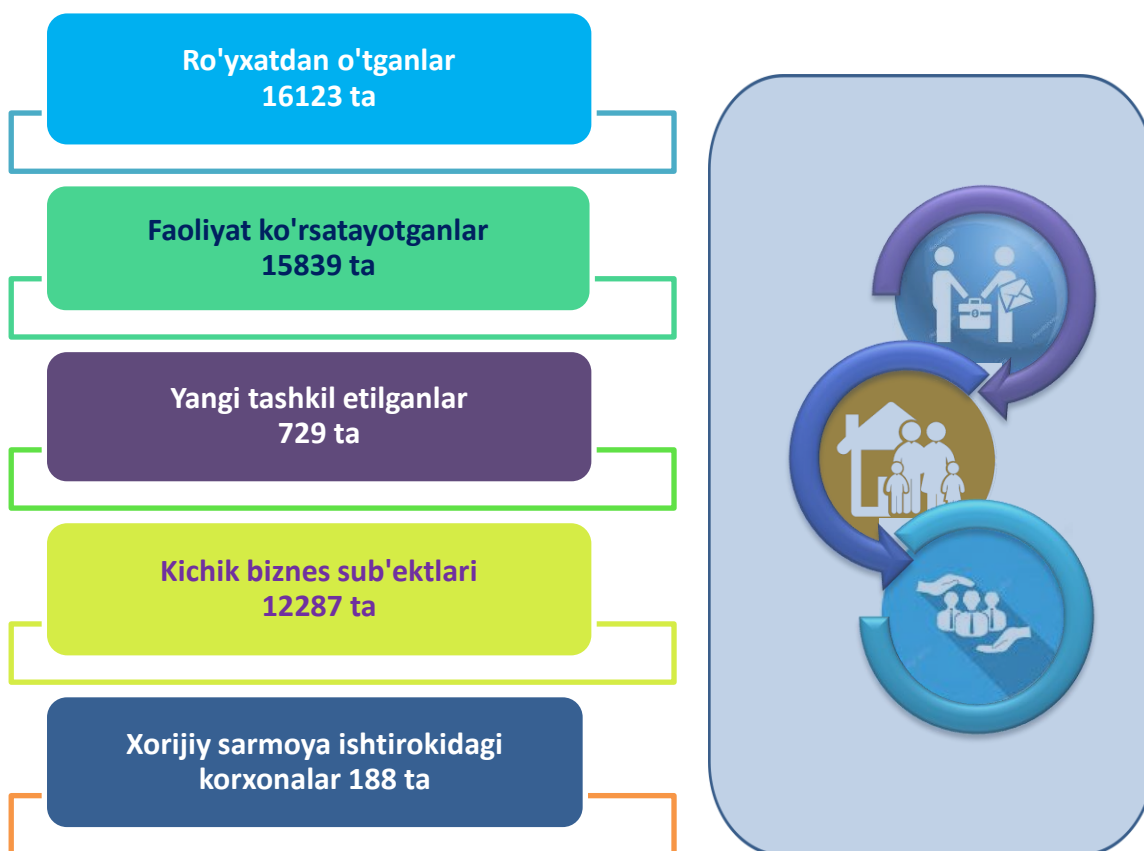 Ro'yxatdan o'tganlar
16123 ta
Faoliyat ko'rsatayotganlar
15839 ta
Yangi tashkil etilganlar
729 ta
Kichik biznes sub'ektlari
12287 ta
Xorijiy sarmoya ishtirokidagi
korxonalar 188 ta